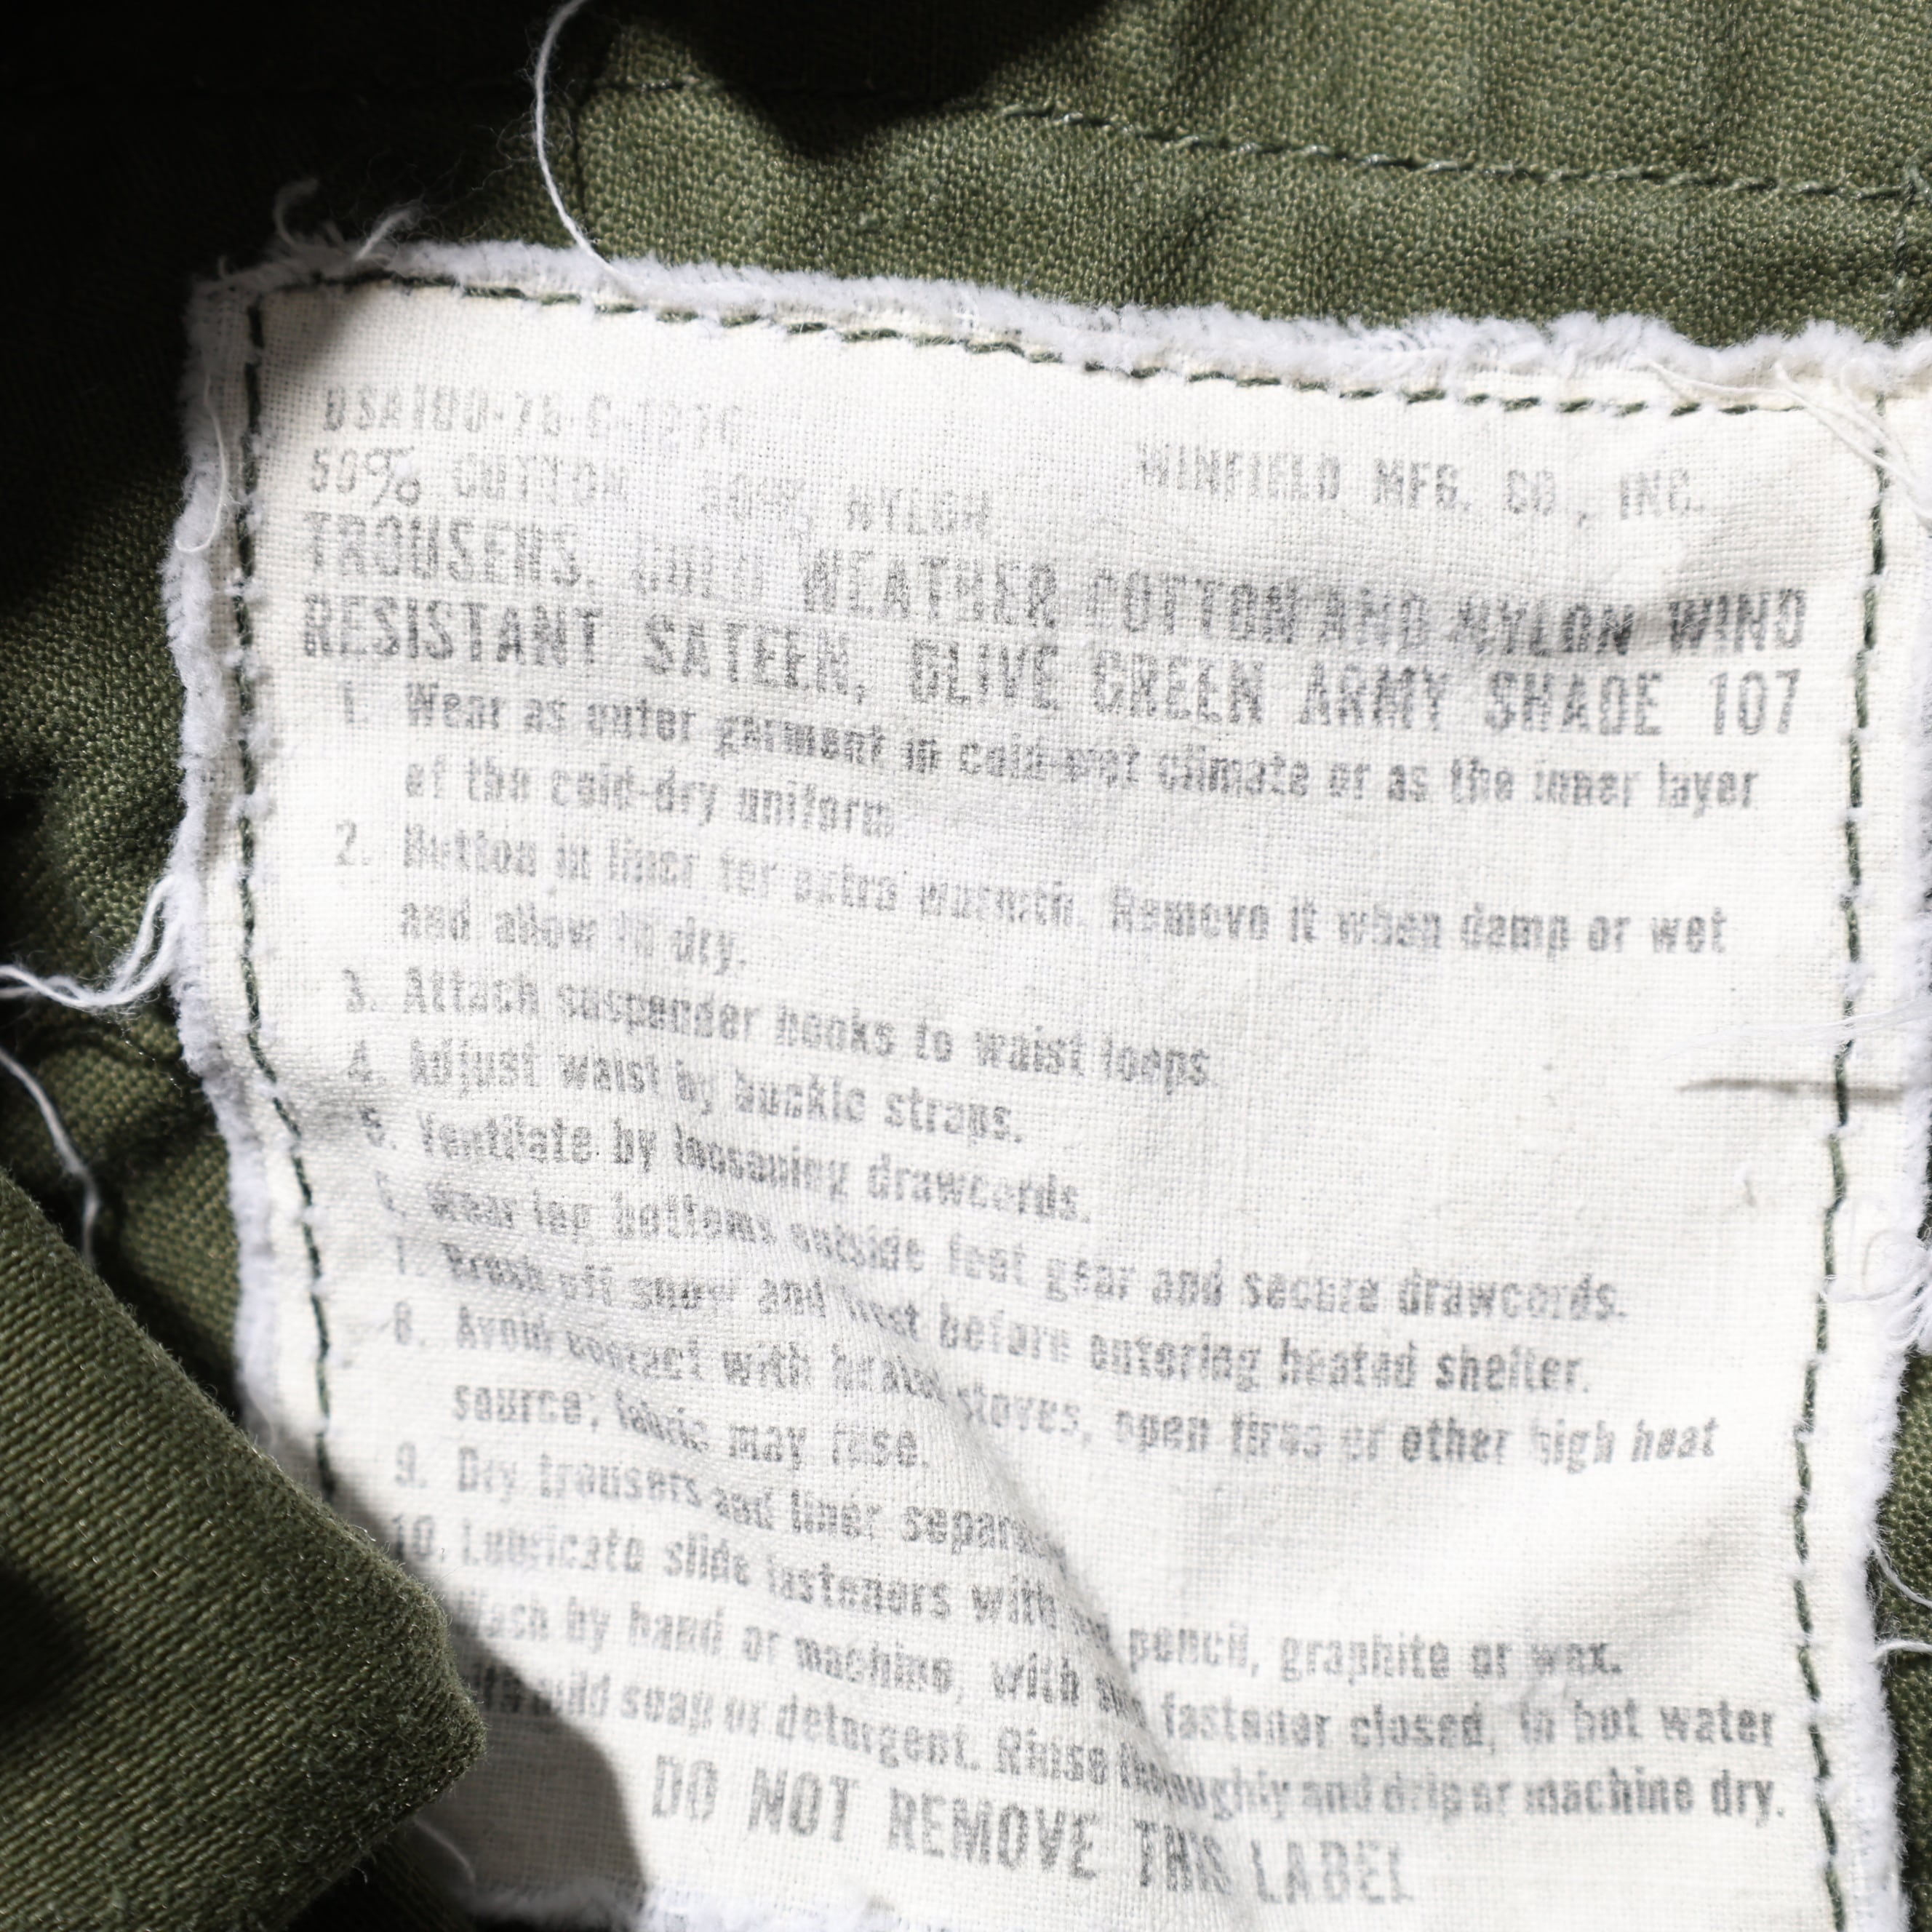 DSA100-76-C-1276
50% COTTON 50% NYLON WINFIELD MFG. CO., INC.
TROUSERS, COLD WEATHER COTTON AND NYLON WIND
RESISTANT SATEEN, OLIVE GREEN ARMY SHADE 107
1. Wear as outer garment in cold-wet climate or as the inner layer
of the cold-dry uniform
2. Button in liner for extra warmth. Remove it when damp or wet
and allow to dry.
3. Attach suspender hooks to waist loops.
4. Adjust waist by buckle straps.
5. Ventilate by loosening drawcords.
6. Wear leg bottoms outside foot gear and secure drawcords.
7. Brush off snow and frost before entering heated shelter.
8. Avoid contact with heated stoves, open fires or other high heat
source; fabric may fuse.
9. Dry trousers and liner
10. Lubricate slide fasteners with pencil, graphite or wax.
Wash by hand or machine, with fastener closed, in hot water
mild soap or detergent. Rinse thoroughly and drip or machine dry.
DO NOT REMOVE THIS LABEL